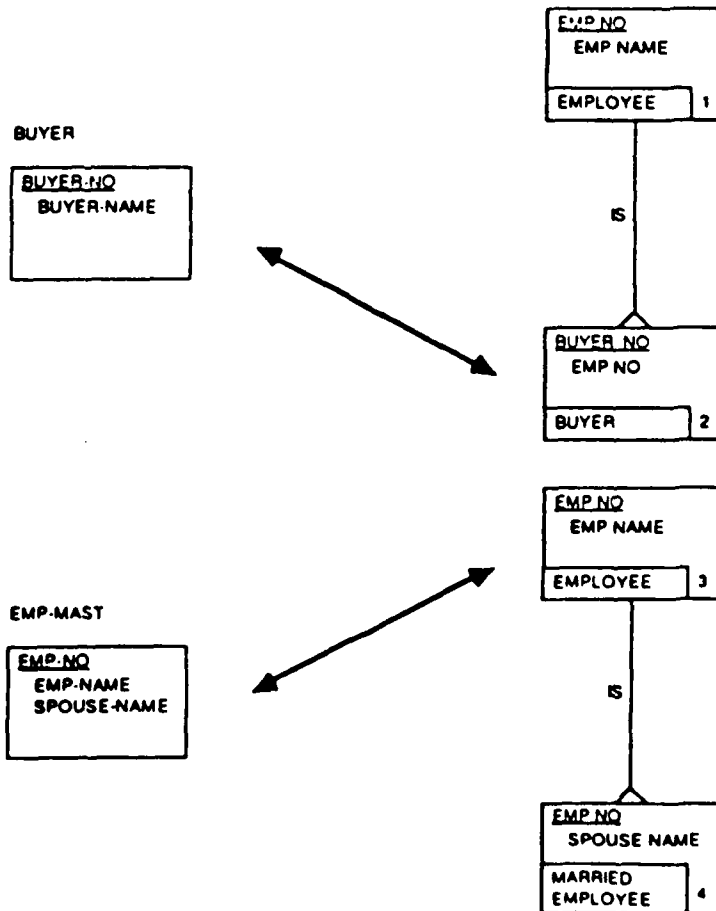 BUYER
BUYER-NO
BUYER-NAME
EMP NO
EMP NAME
EMPLOYEE 1
IS
BUYER NO
EMP NO
BUYER 2
EMP-MAST
EMP-NO
EMP-NAME
SPOUSE-NAME
EMP NO
EMP NAME
EMPLOYEE 3
IS
EMP NO
SPOUSE NAME
MARRIED
EMPLOYEE 4